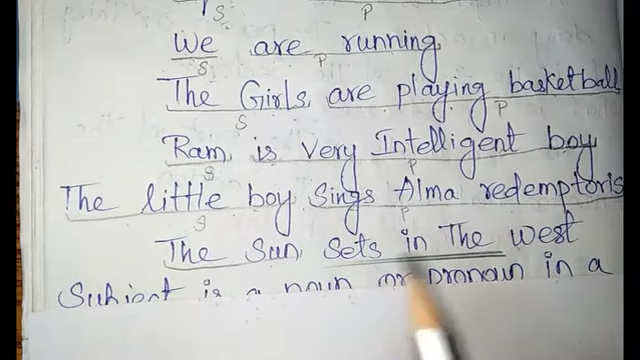 S P
We are running
S P
The Girls are playing basketball
S P
Ram is very Intelligent boy
S P
The little boy Sings Alma redemptoris
S P
The Sun Sets in The west
Subject is a noun or pronoun in a